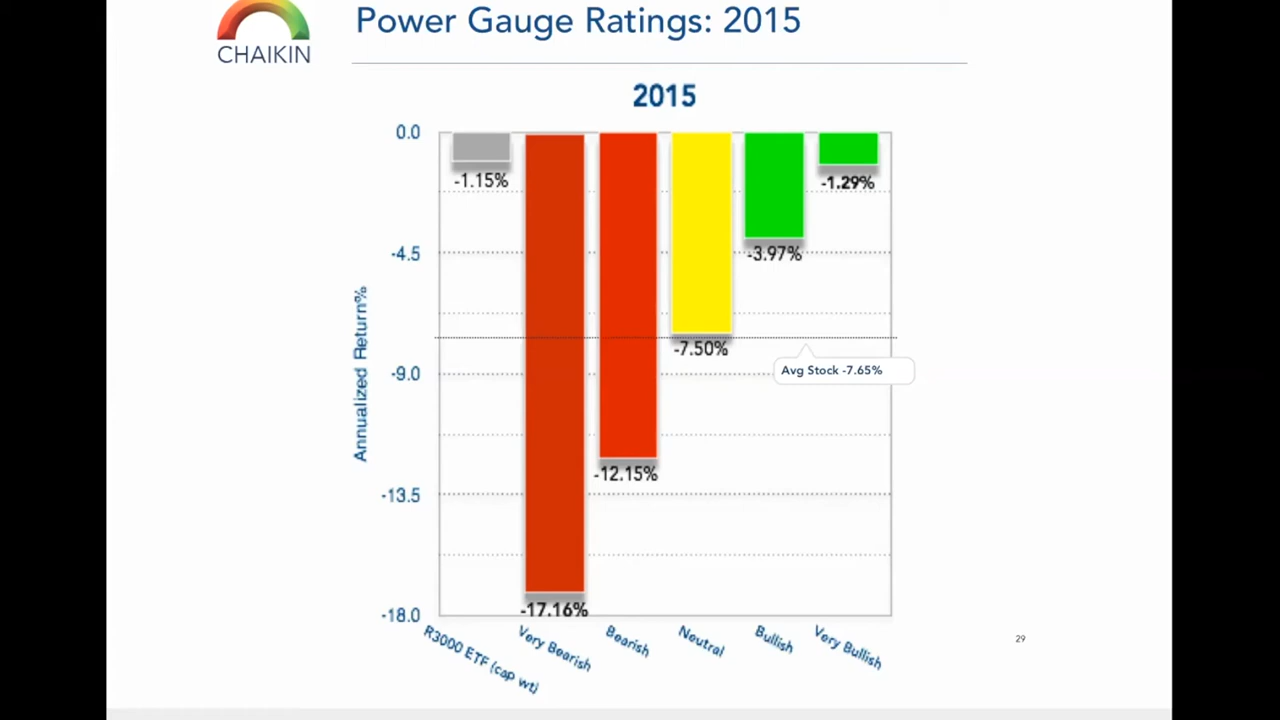 CHAIKIN
Power Gauge Ratings: 2015
2015
0.0
-4.5
-9.0
-13.5
-18.0
Annualized Return%
-1.15%
-17.16%
-12.15%
-7.50%
-3.97%
-1.29%
Avg Stock -7.65%
R3000 ETF (cap wt)
Very Bearish
Bearish
Neutral
Bullish
Very Bullish
29